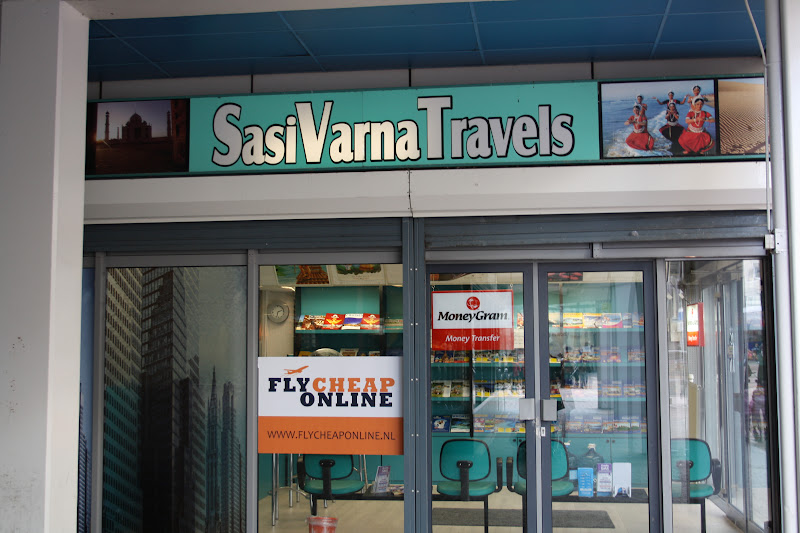 SasiVarnaTravels
MoneyGram
Money Transfer
FLYCHEAP
ONLINE
WWW.FLYCHEAPONLINE.NL